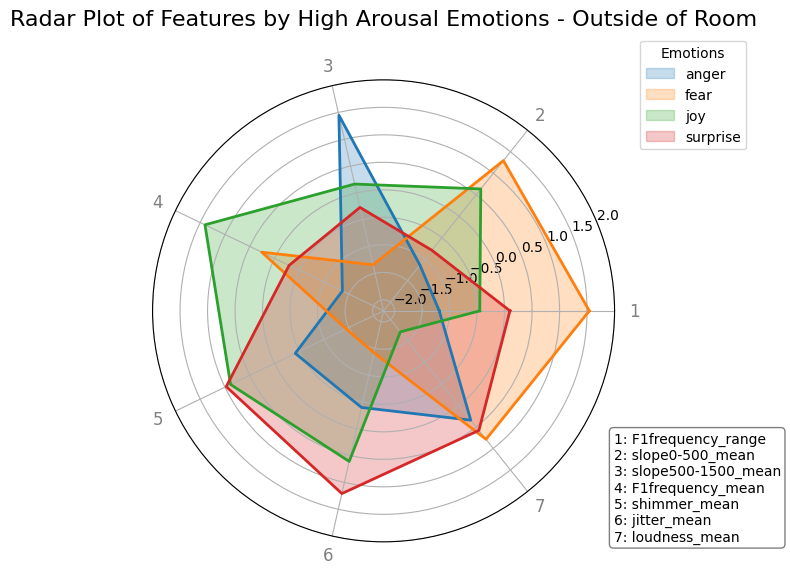 Radar Plot of Features by High Arousal Emotions - Outside of Room
Emotions
anger
fear
joy
surprise
3
2
4
2.0
1.5
1.0
0.5
0.0
−0.5
−1.0
−1.5
−2.0
1
5
6
7
1: F1frequency_range
2: slope0-500_mean
3: slope500-1500_mean
4: F1frequency_mean
5: shimmer_mean
6: jitter_mean
7: loudness_mean